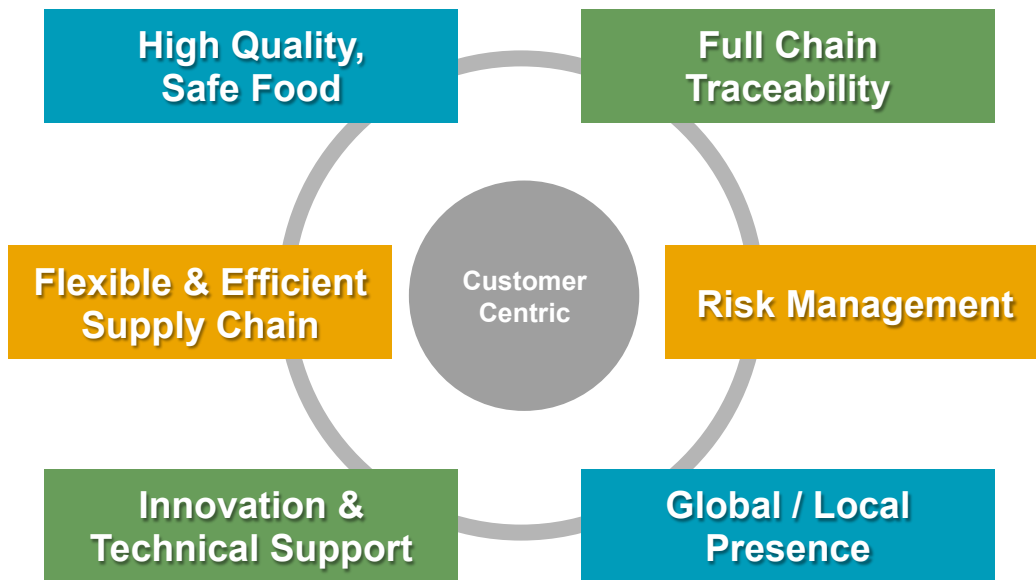 High Quality,
Safe Food
Full Chain
Traceability
Flexible & Efficient
Supply Chain
Customer
Centric
Risk Management
Innovation &
Technical Support
Global / Local
Presence